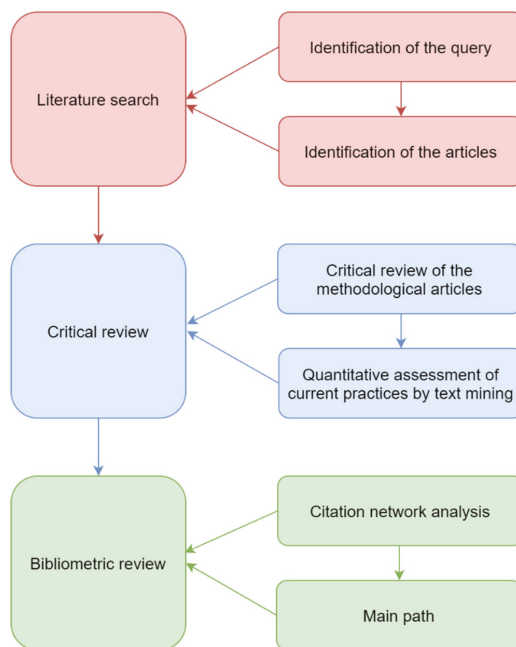 Identification of the query
Literature search
Identification of the articles
Critical review of the
methodological articles
Critical review
Quantitative assessment of
current practices by text mining
Citation network analysis
Bibliometric review
Main path